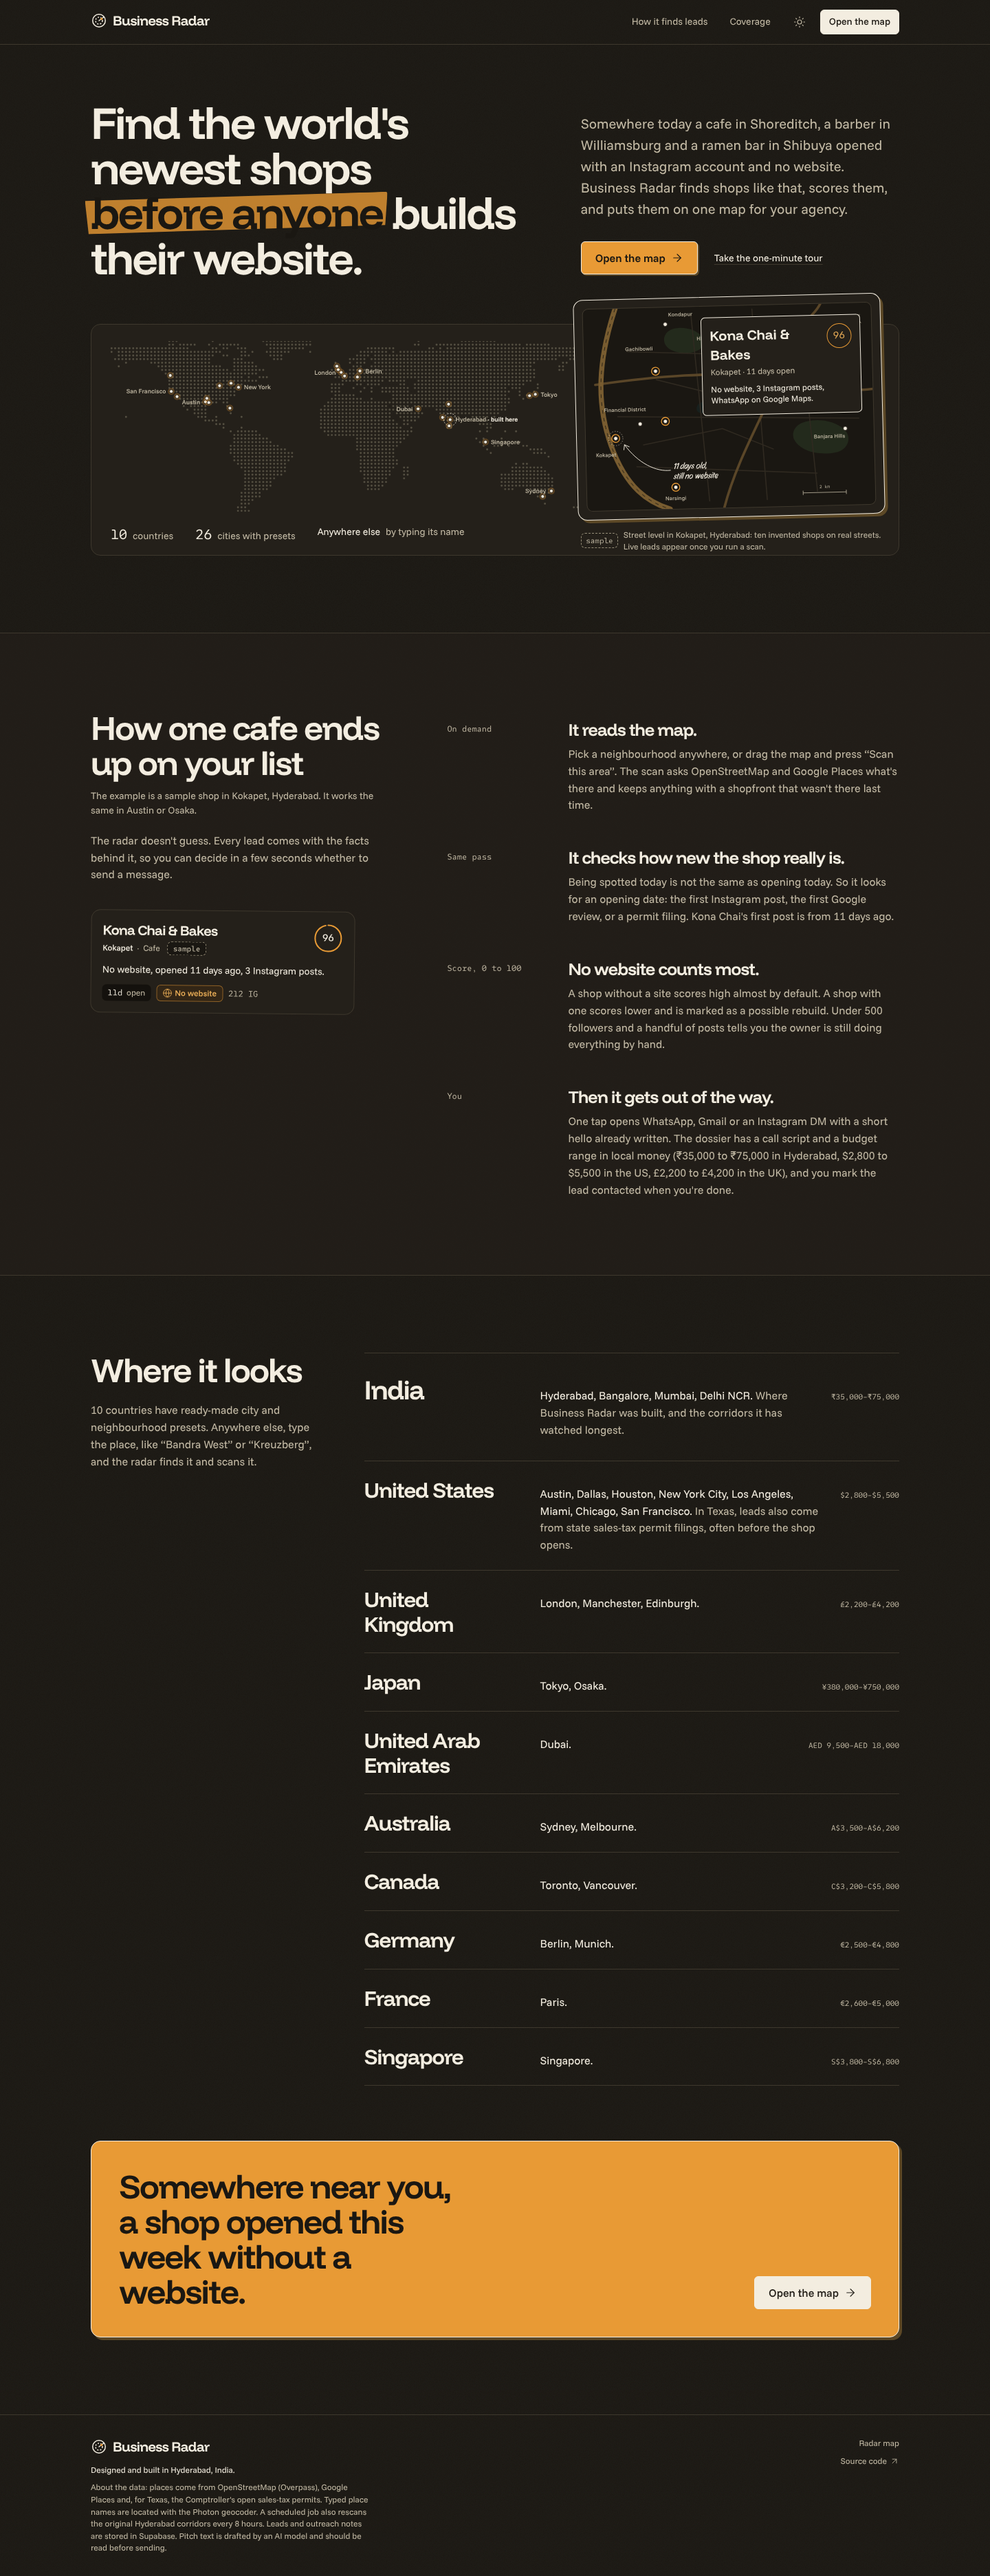 Business Radar
How it finds leads
Coverage
Open the map
Find the world's
newest shops
before anyone builds
their website.
Somewhere today a cafe in Shoreditch, a barber in
Williamsburg and a ramen bar in Shibuya opened
with an Instagram account and no website.
Business Radar finds shops like that, scores them,
and puts them on one map for your agency.
Open the map
Take the one-minute tour
San Francisco
Austin
New York
London
Berlin
Dubai
Hyderabad · built here
Singapore
Tokyo
Sydney
10 countries
26 cities with presets
Anywhere else by typing its name
Kondapur
Gachibowli
Financial District
Kokapet
Narsingi
Banjara Hills
1 km
Kona Chai &
Bakes
96
Kokapet · 11 days open
No website, 3 Instagram posts,
WhatsApp on Google Maps.
11 days old,
still no website
sample
Street level in Kokapet, Hyderabad: ten invented shops on real streets.
Live leads appear once you run a scan.
How one cafe ends
up on your list
The example is a sample shop in Kokapet, Hyderabad. It works the
same in Austin or Osaka.
The radar doesn't guess. Every lead comes with the facts
behind it, so you can decide in a few seconds whether to
send a message.
Kona Chai & Bakes
96
Kokapet · Cafe sample
No website, opened 11 days ago, 3 Instagram posts.
11d open
No website
212 IG
On demand
It reads the map.
Pick a neighbourhood anywhere, or drag the map and press “Scan
this area”. The scan asks OpenStreetMap and Google Places what's
there and keeps anything with a shopfront that wasn't there last
time.
Same pass
It checks how new the shop really is.
Being spotted today is not the same as opening today. So it looks
for an opening date: the first Instagram post, the first Google
review, or a permit filing. Kona Chai's first post is from 11 days ago.
Score, 0 to 100
No website counts most.
A shop without a site scores high almost by default. A shop with
one scores lower and is marked as a possible rebuild. Under 500
followers and a handful of posts tells you the owner is still doing
everything by hand.
You
Then it gets out of the way.
One tap opens WhatsApp, Gmail or an Instagram DM with a short
hello already written. The dossier has a call script and a budget
range in local money (₹35,000 to ₹75,000 in Hyderabad, $2,800 to
$5,500 in the US, £2,200 to £4,200 in the UK), and you mark the
lead contacted when you're done.
Where it looks
10 countries have ready-made city and
neighbourhood presets. Anywhere else, type
the place, like “Bandra West” or “Kreuzberg”,
and the radar finds it and scans it.
India
Hyderabad, Bangalore, Mumbai, Delhi NCR. Where
Business Radar was built, and the corridors it has
watched longest.
₹35,000–₹75,000
United States
Austin, Dallas, Houston, New York City, Los Angeles,
Miami, Chicago, San Francisco. In Texas, leads also come
from state sales-tax permit filings, often before the shop
opens.
$2,800–$5,500
United
Kingdom
London, Manchester, Edinburgh.
£2,200–£4,200
Japan
Tokyo, Osaka.
¥380,000–¥750,000
United Arab
Emirates
Dubai.
AED 9,500–AED 18,000
Australia
Sydney, Melbourne.
A$3,500–A$6,200
Canada
Toronto, Vancouver.
C$3,200–C$5,800
Germany
Berlin, Munich.
€2,500–€4,800
France
Paris.
€2,600–€5,000
Singapore
Singapore.
S$3,800–S$6,800
Somewhere near you,
a shop opened this
week without a
website.
Open the map
Business Radar
Designed and built in Hyderabad, India.
About the data: places come from OpenStreetMap (Overpass), Google
Places and, for Texas, the Comptroller's open sales-tax permits. Typed place
names are located with the Photon geocoder. A scheduled job also rescans
the original Hyderabad corridors every 8 hours. Leads and outreach notes
are stored in Supabase. Pitch text is drafted by an AI model and should be
read before sending.
Radar map
Source code